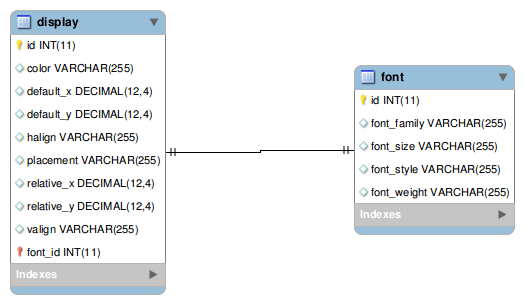 display
id INT(11)
color VARCHAR(255)
default_x DECIMAL(12,4)
default_y DECIMAL(12,4)
halign VARCHAR(255)
placement VARCHAR(255)
relative_x DECIMAL(12,4)
relative_y DECIMAL(12,4)
valign VARCHAR(255)
font_id INT(11)
Indexes
font
id INT(11)
font_family VARCHAR(255)
font_size VARCHAR(255)
font_style VARCHAR(255)
font_weight VARCHAR(255)
Indexes